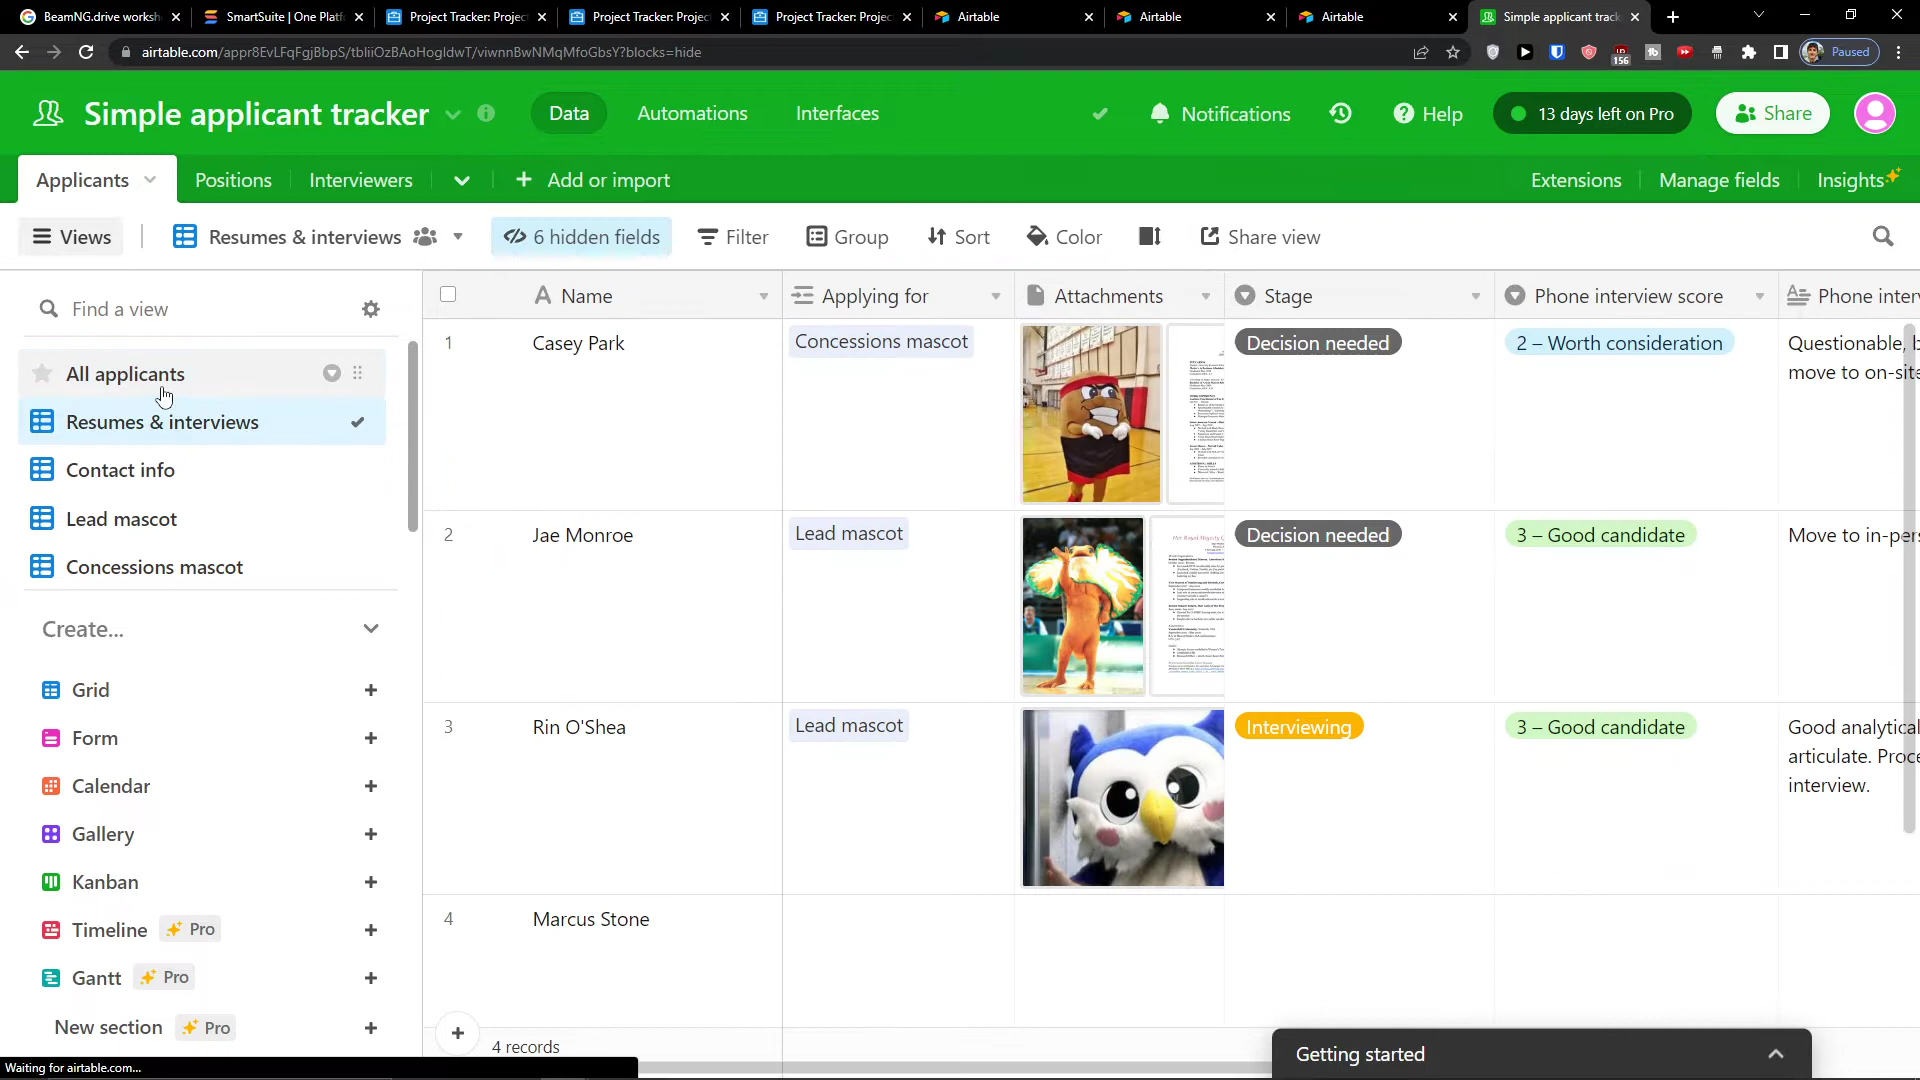 BeamNG.drive worksh
SmartSuite | One Platf
Project Tracker: Projec
Project Tracker: Projec
Project Tracker: Projec
Airtable
Airtable
Airtable
Simple applicant track
airtable.com/appr8EvLFqFgjBbpS/tbliiOzBAoHogIdwT/viwnnBwNMqMfoGbsY?blocks=hide
156
Paused
Simple applicant tracker
Data
Automations
Interfaces
Notifications
Help
13 days left on Pro
Share
Applicants
Positions
Interviewers
+ Add or import
Extensions
Manage fields
Insights
Views
Resumes & interviews
6 hidden fields
Filter
Group
Sort
Color
Share view
Find a view
All applicants
Resumes & interviews
Contact info
Lead mascot
Concessions mascot
Create...
Grid
Form
Calendar
Gallery
Kanban
Timeline Pro
Gantt Pro
New section Pro
Name
Applying for
Attachments
Stage
Phone interview score
Phone interv
1
Casey Park
Concessions mascot
Decision needed
2 – Worth consideration
Questionable, b
move to on-site
2
Jae Monroe
Lead mascot
Decision needed
3 – Good candidate
Move to in-pers
3
Rin O'Shea
Lead mascot
Interviewing
3 – Good candidate
Good analytical
articulate. Proce
interview.
4
Marcus Stone
4 records
Getting started
Waiting for airtable.com...